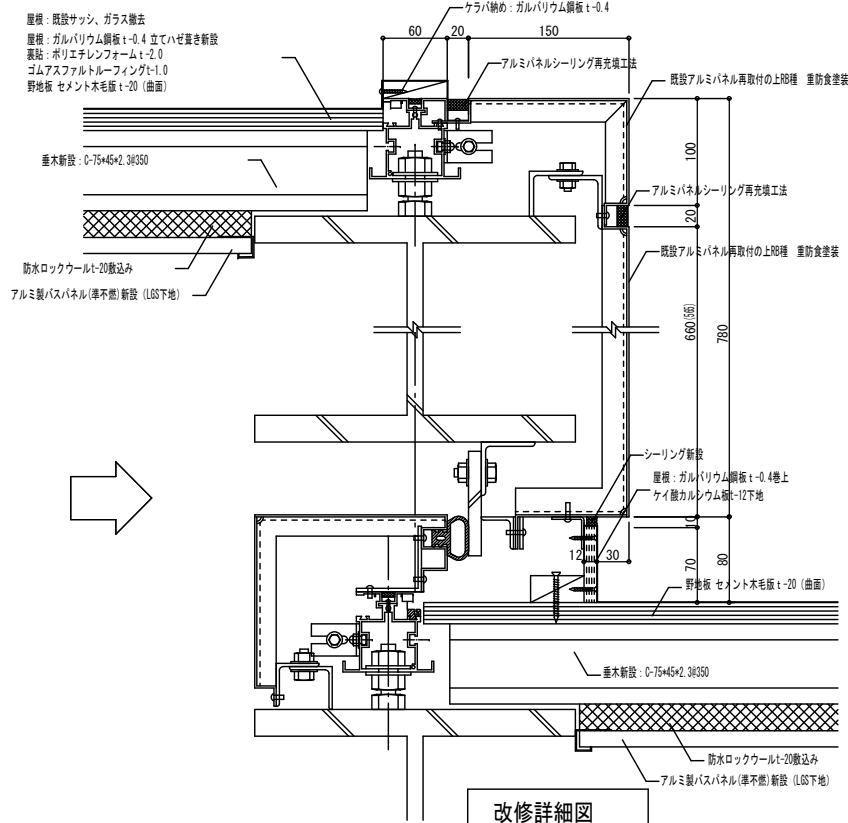 屋根：既設サッシ、ガラス撤去
屋根：ガルバリウム鋼板 t-0.4 立てハゼ葺き新設
裏貼：ポリエチレンフォーム t-2.0
ゴムアスファルトルーフィングt-1.0
野地板 セメント木毛版 t-20 (曲面)
ケラバ納め：ガルバリウム鋼板 t-0.4
60
20
150
アルミパネルシーリング再充填工法
既設アルミパネル再取付の上RB種 重防食塗装
垂木新設：C-75*45*2.3@350
100
アルミパネルシーリング再充填工法
20
既設アルミパネル再取付の上RB種 重防食塗装
防水ロックウールt-20敷込み
アルミ製バスパネル(準不燃)新設 (LGS下地)
660(565)
780
シーリング新設
屋根：ガルバリウム鋼板 t-0.4巻上
ケイ酸カルシウム板t-12下地
10
12
30
70
80
野地板 セメント木毛版 t-20 (曲面)
垂木新設：C-75*45*2.3@350
防水ロックウールt-20敷込み
アルミ製バスパネル(準不燃)新設 (LGS下地)
改修詳細図